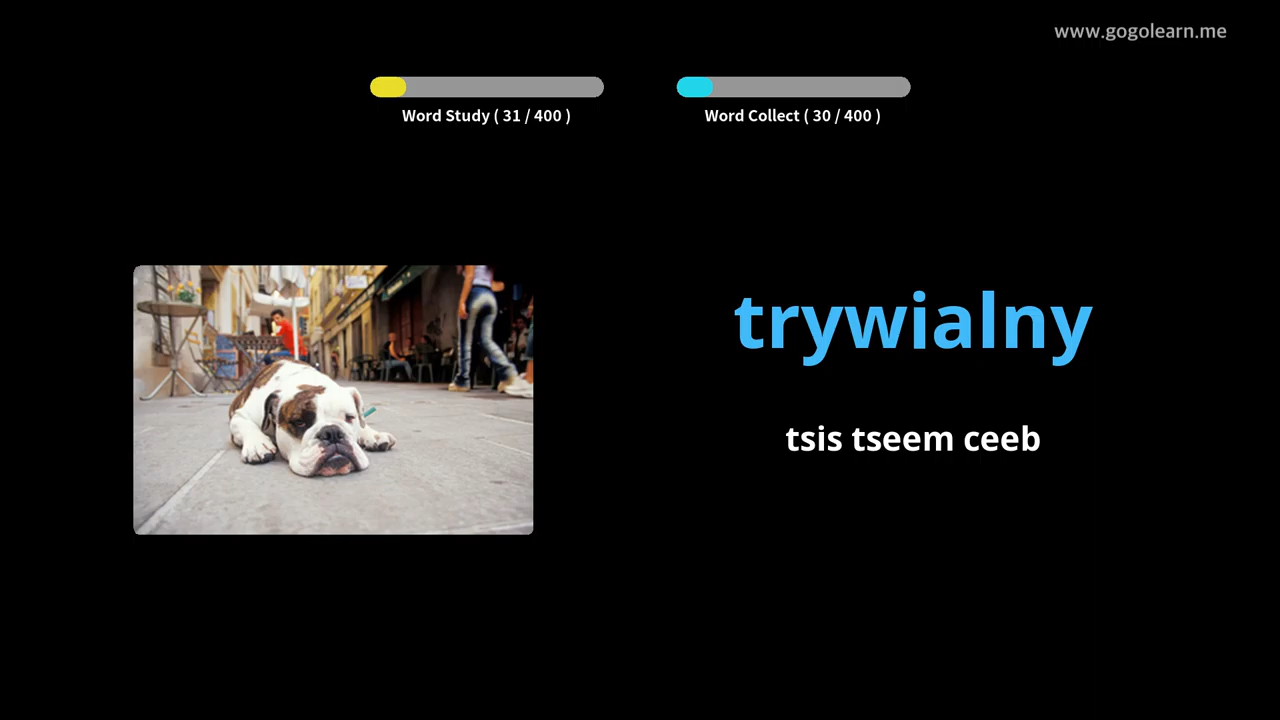 www.gogolearn.me
Word Study ( 31 / 400 )
Word Collect ( 30 / 400 )
trywialny
tsis tseem ceeb